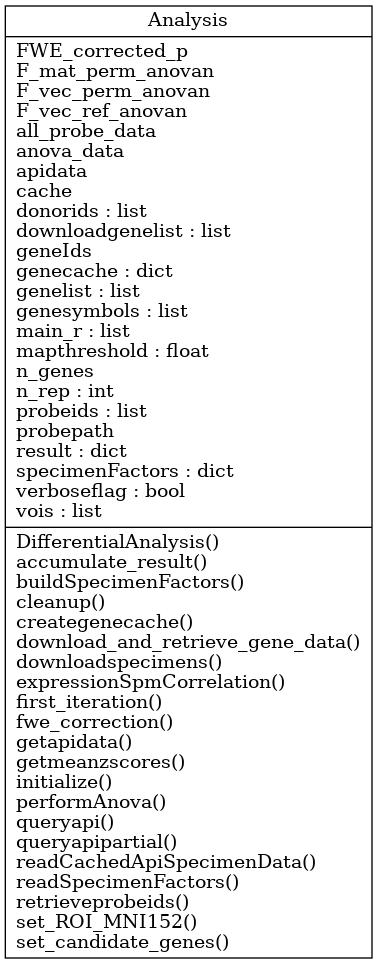 Analysis
FWE_corrected_p
F_mat_perm_anovan
F_vec_perm_anovan
F_vec_ref_anovan
all_probe_data
anova_data
apidata
cache
donorids : list
downloadgenelist : list
geneIds
genecache : dict
genelist : list
genesymbols : list
main_r : list
mapthreshold : float
n_genes
n_rep : int
probeids : list
probepath
result : dict
specimenFactors : dict
verboseflag : bool
vois : list
DifferentialAnalysis()
accumulate_result()
buildSpecimenFactors()
cleanup()
creategenecache()
download_and_retrieve_gene_data()
downloadspecimens()
expressionSpmCorrelation()
first_iteration()
fwe_correction()
getapidata()
getmeanzscores()
initialize()
performAnova()
queryapi()
queryapipartial()
readCachedApiSpecimenData()
readSpecimenFactors()
retrieveprobeids()
set_ROI_MNI152()
set_candidate_genes()